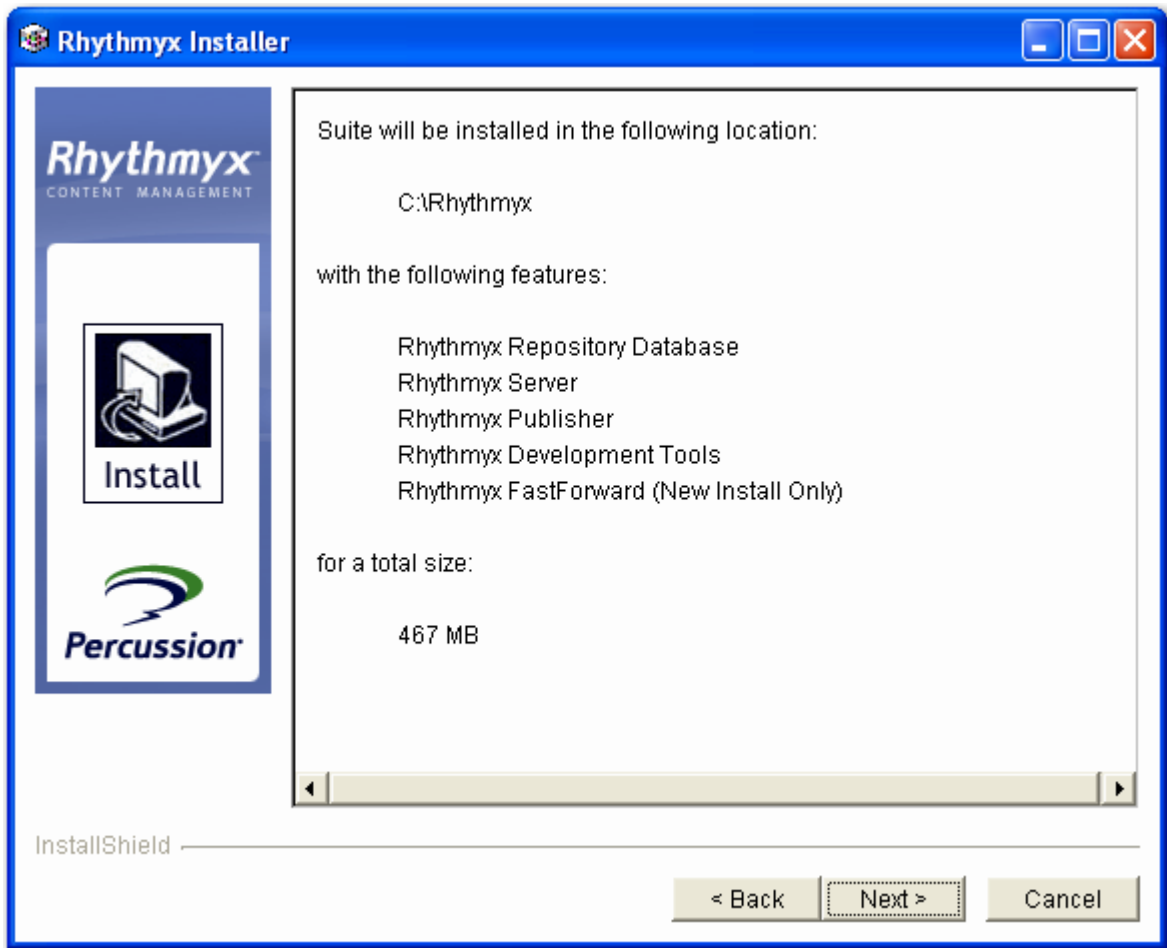 Rhythmyx Installer
Rhythmyx
CONTENT MANAGEMENT
Install
Percussion
Suite will be installed in the following location:
C:\Rhythmyx
with the following features:
Rhythmyx Repository Database
Rhythmyx Server
Rhythmyx Publisher
Rhythmyx Development Tools
Rhythmyx FastForward (New Install Only)
for a total size:
467 MB
InstallShield
< Back
Next >
Cancel